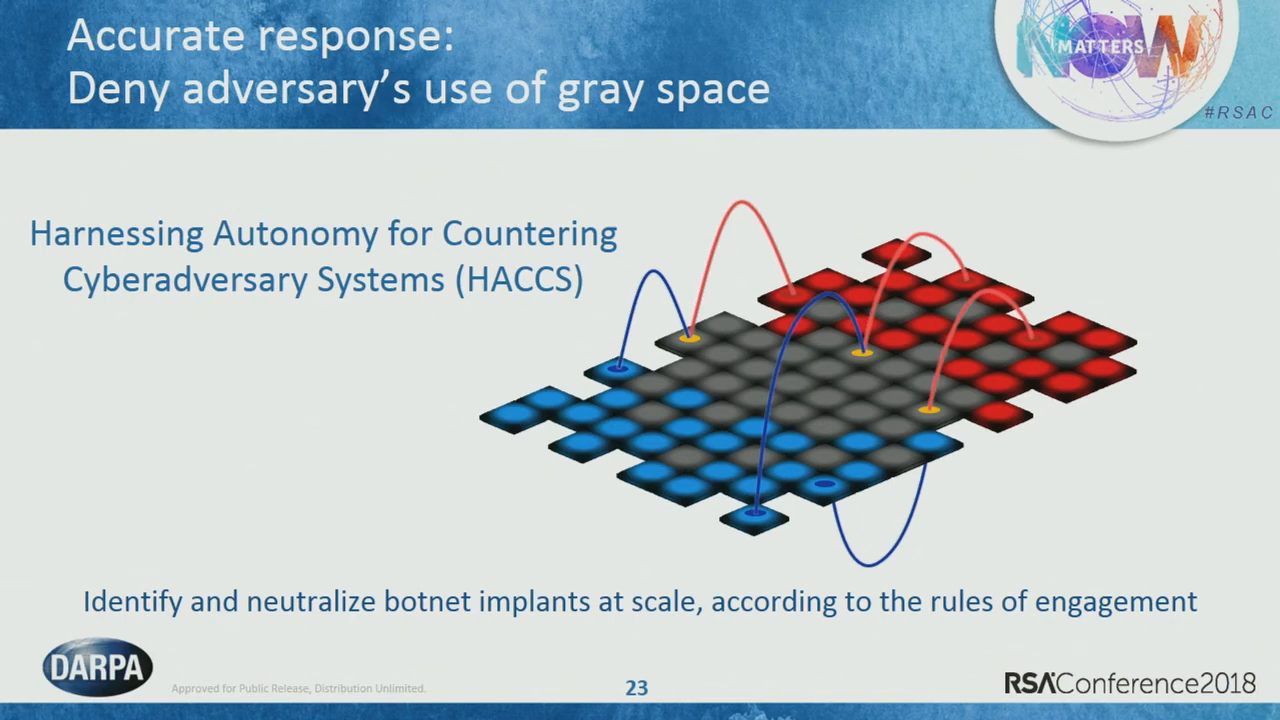 Accurate response:
Deny adversary's use of gray space
NOW
MATTERS
#RSAC
Harnessing Autonomy for Countering
Cyberadversary Systems (HACCS)
Identify and neutralize botnet implants at scale, according to the rules of engagement
DARPA
Approved for Public Release, Distribution Unlimited.
23
RSAConference2018